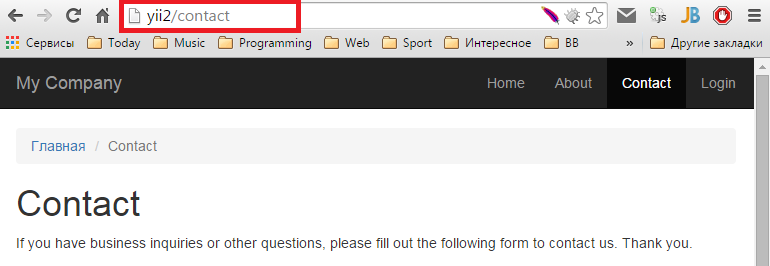 yii2/contact
Сервисы Today Music Programming Web Sport Интересное BB » Другие закладки
My Company Home About Contact Login
Главная / Contact
Contact
If you have business inquiries or other questions, please fill out the following form to contact us. Thank you.
js JB